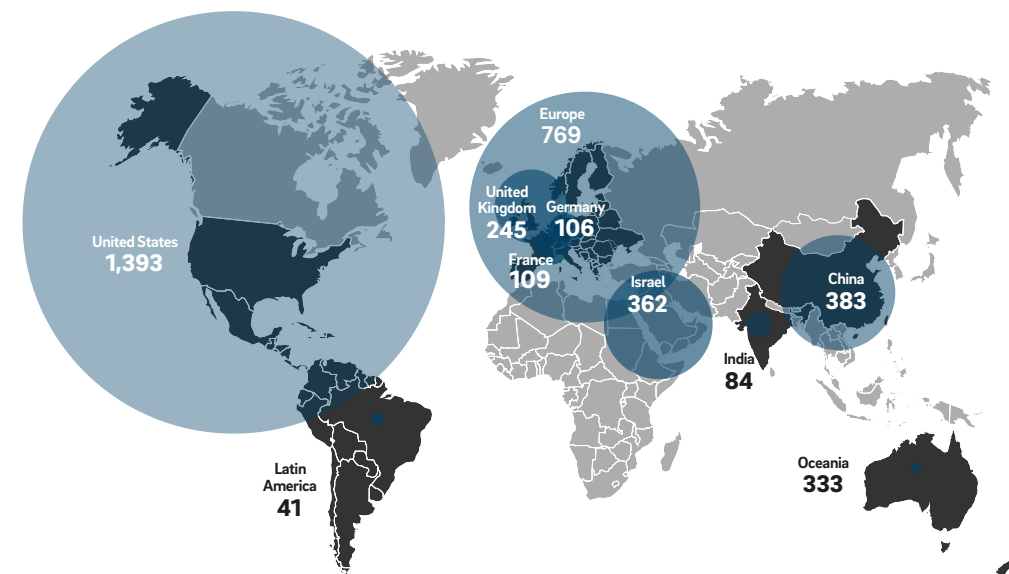 Europe
769
United
Kingdom
245
Germany
106
France
109
United States
1,393
Israel
362
China
383
India
84
Latin
America
41
Oceania
333